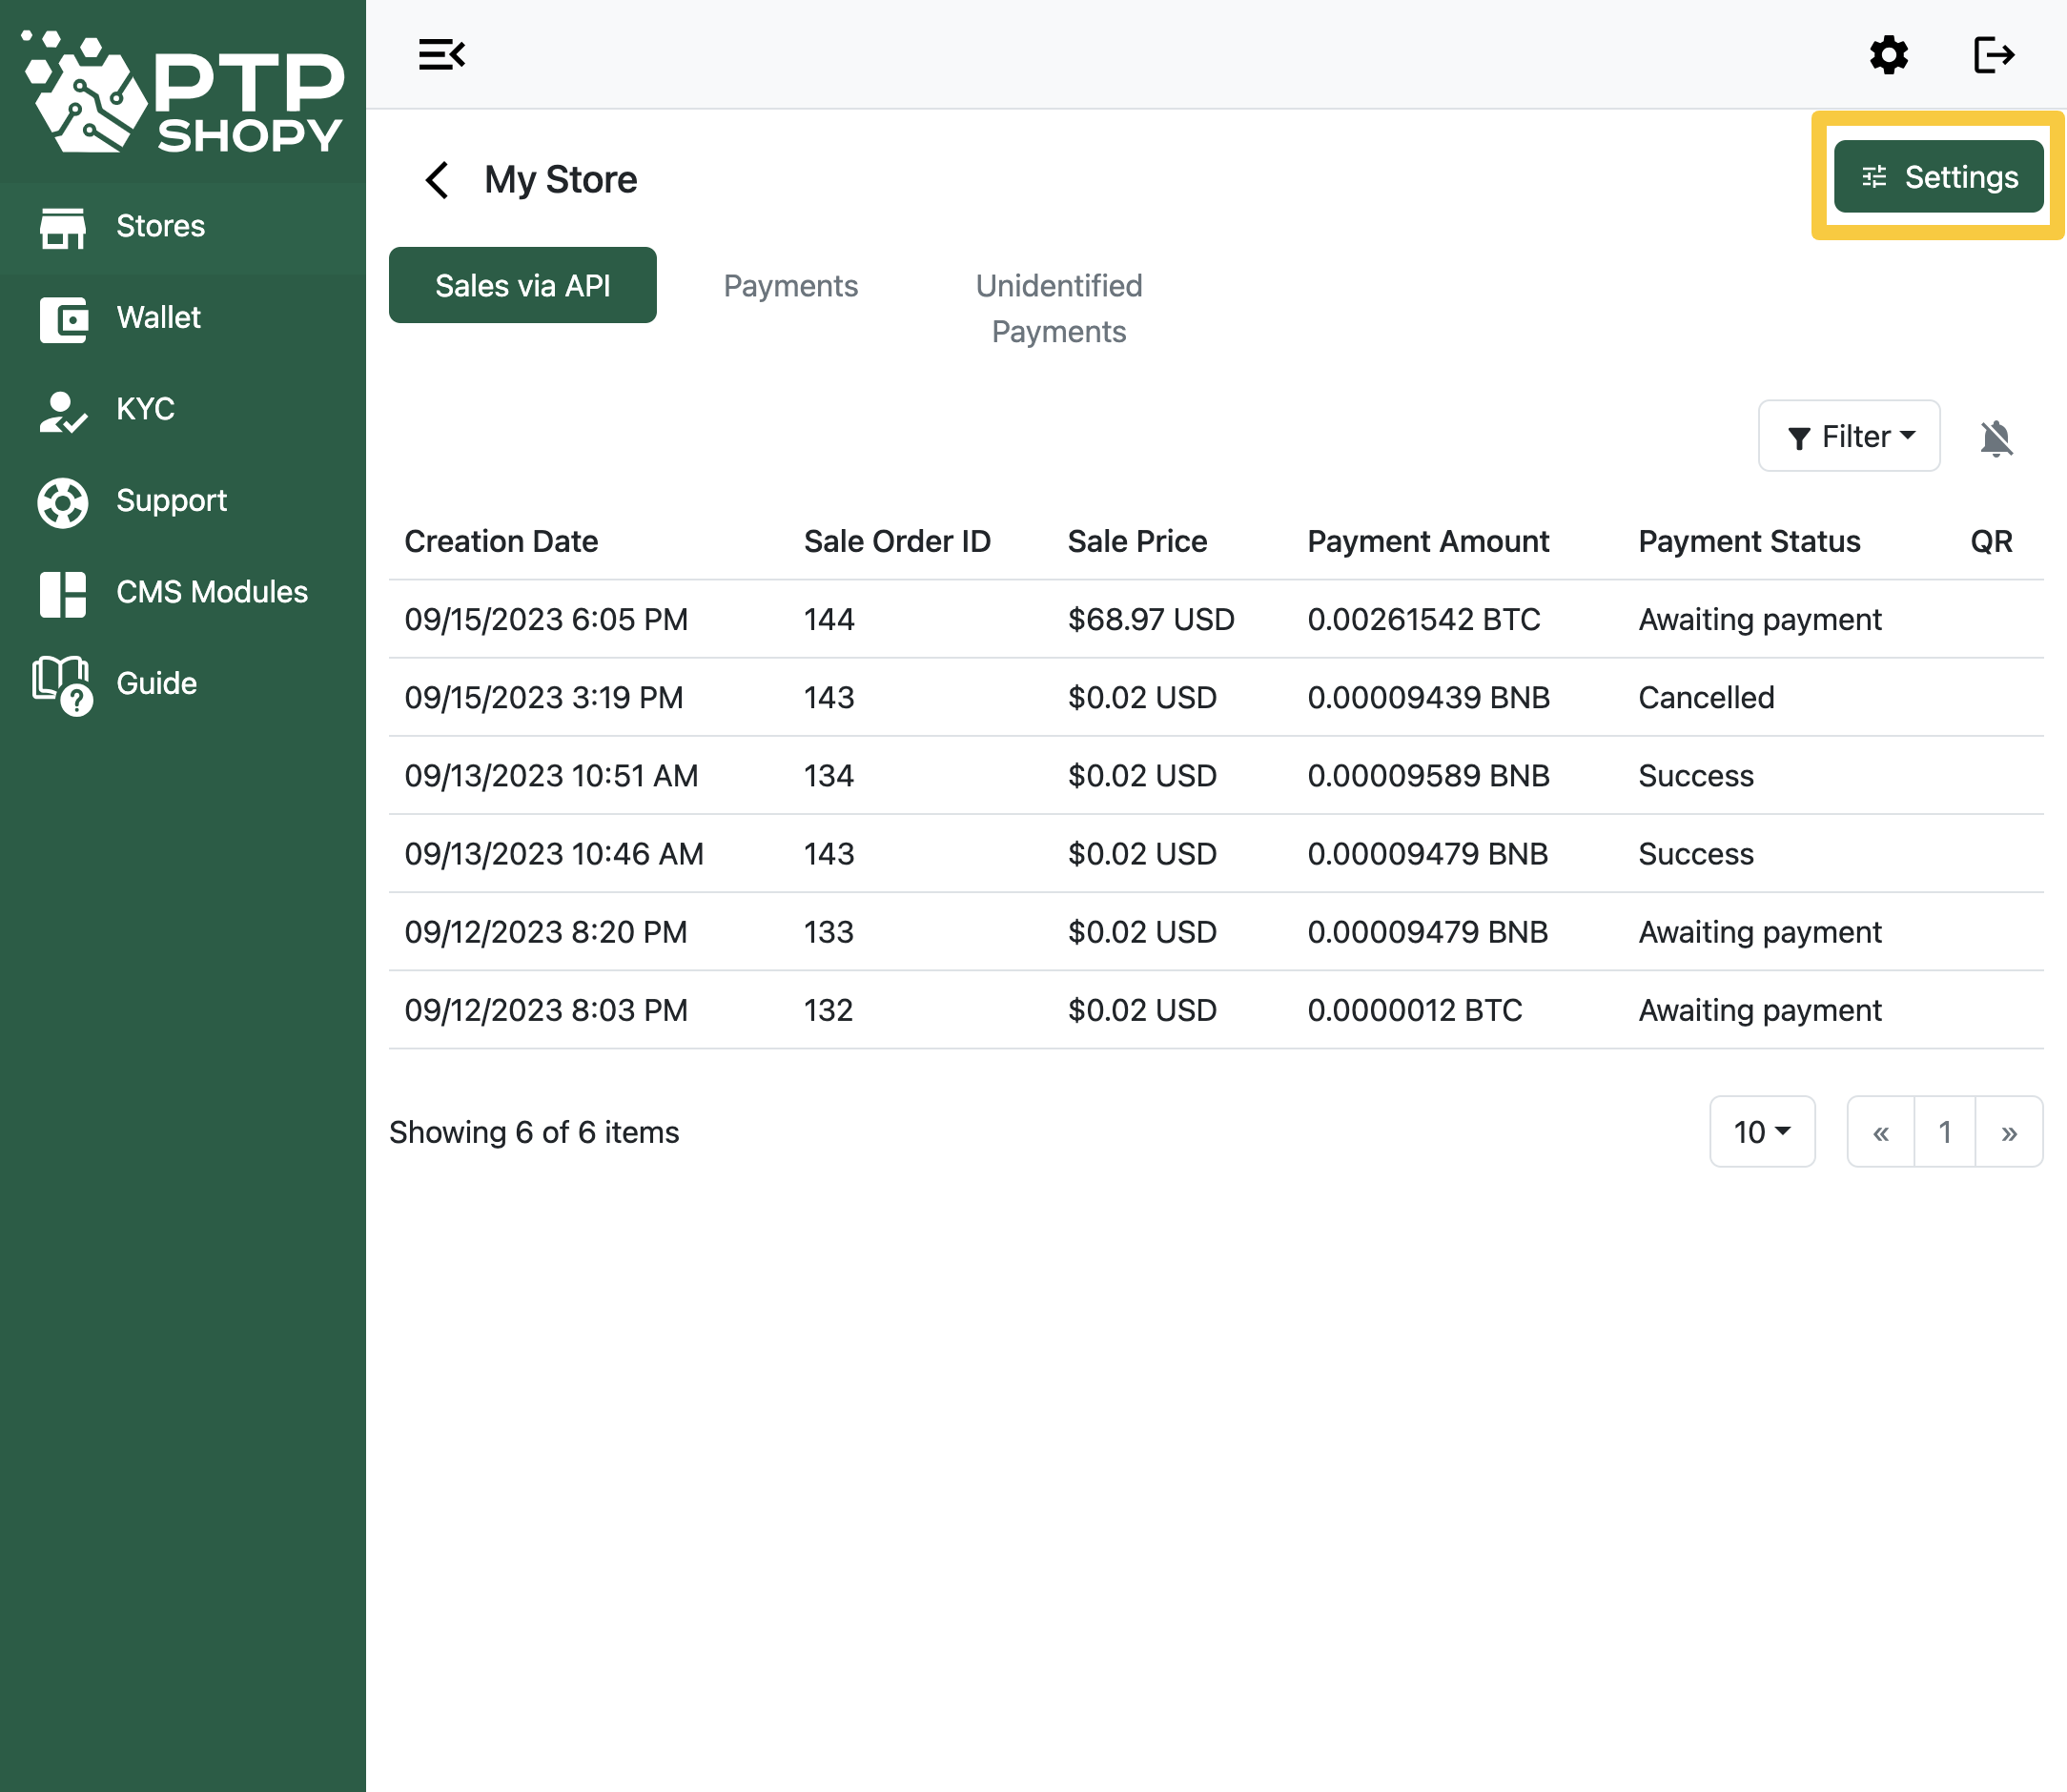 PTP
SHOPY
Stores
Wallet
KYC
Support
CMS Modules
Guide
My Store
Settings
Sales via API
Payments
Unidentified
Payments
Filter
Creation Date Sale Order ID Sale Price Payment Amount Payment Status QR
09/15/2023 6:05 PM 144 $68.97 USD 0.00261542 BTC Awaiting payment
09/15/2023 3:19 PM 143 $0.02 USD 0.00009439 BNB Cancelled
09/13/2023 10:51 AM 134 $0.02 USD 0.00009589 BNB Success
09/13/2023 10:46 AM 143 $0.02 USD 0.00009479 BNB Success
09/12/2023 8:20 PM 133 $0.02 USD 0.00009479 BNB Awaiting payment
09/12/2023 8:03 PM 132 $0.02 USD 0.0000012 BTC Awaiting payment
Showing 6 of 6 items
10
« 1 »